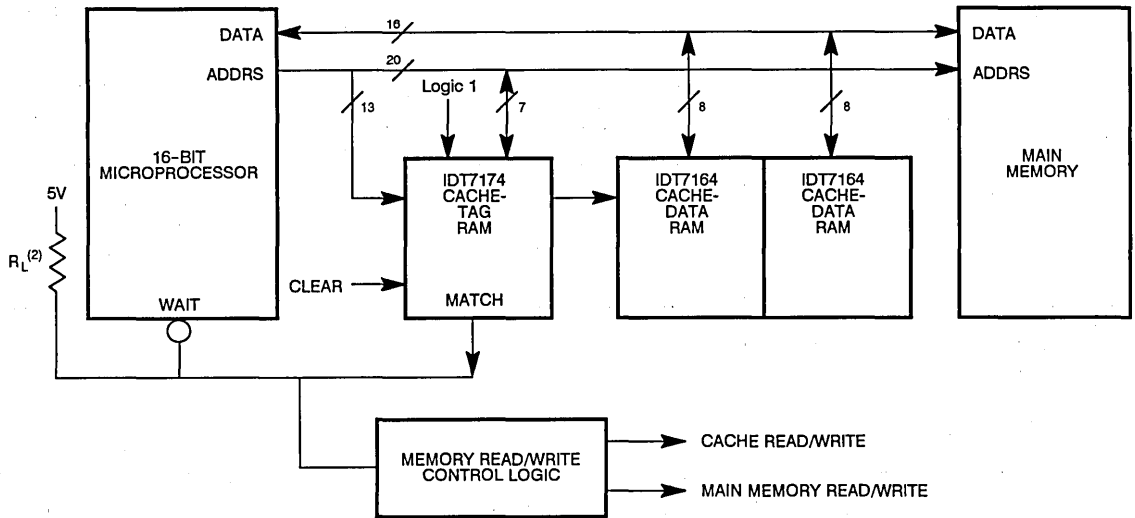 DATA
16
DATA
ADDRS
20
ADDRS
Logic 1
13
7
8
8
16-BIT
MICROPROCESSOR
MAIN
MEMORY
IDT7174
CACHE-
TAG
RAM
IDT7164
CACHE-
DATA
RAM
IDT7164
CACHE-
DATA
RAM
5V
RL(2)
CLEAR
WAIT
MATCH
MEMORY READ/WRITE
CONTROL LOGIC
CACHE READ/WRITE
MAIN MEMORY READ/WRITE